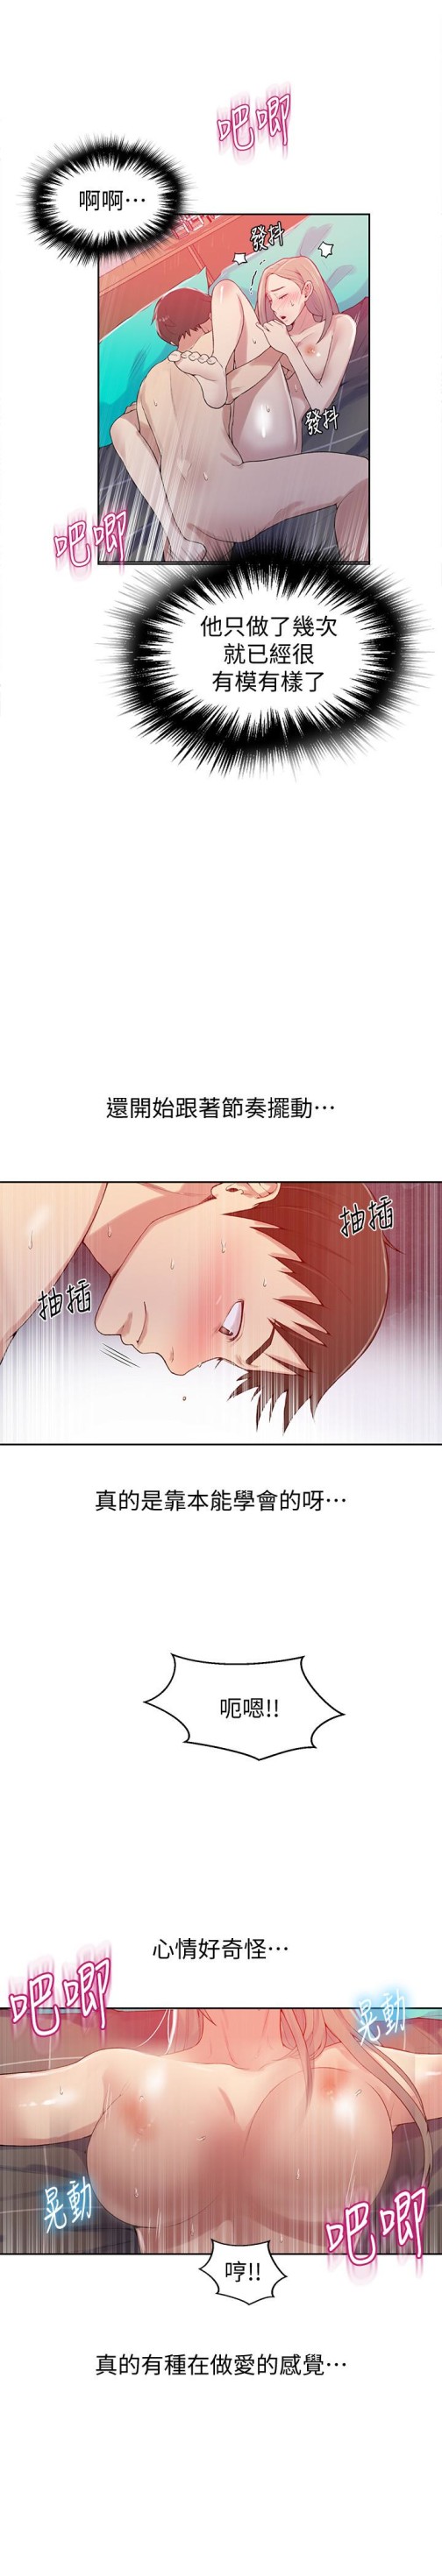 吧唧
啊啊…
發抖
發抖
吧唧
他只做了幾次
就已經很
有模有樣了
還開始跟著節奏擺動…
抽插
抽插
真的是靠本能學會的呀…
呃嗯!!
心情好奇怪…
吧唧
晃動
晃動
吧唧
哼!!
真的有種在做愛的感覺…